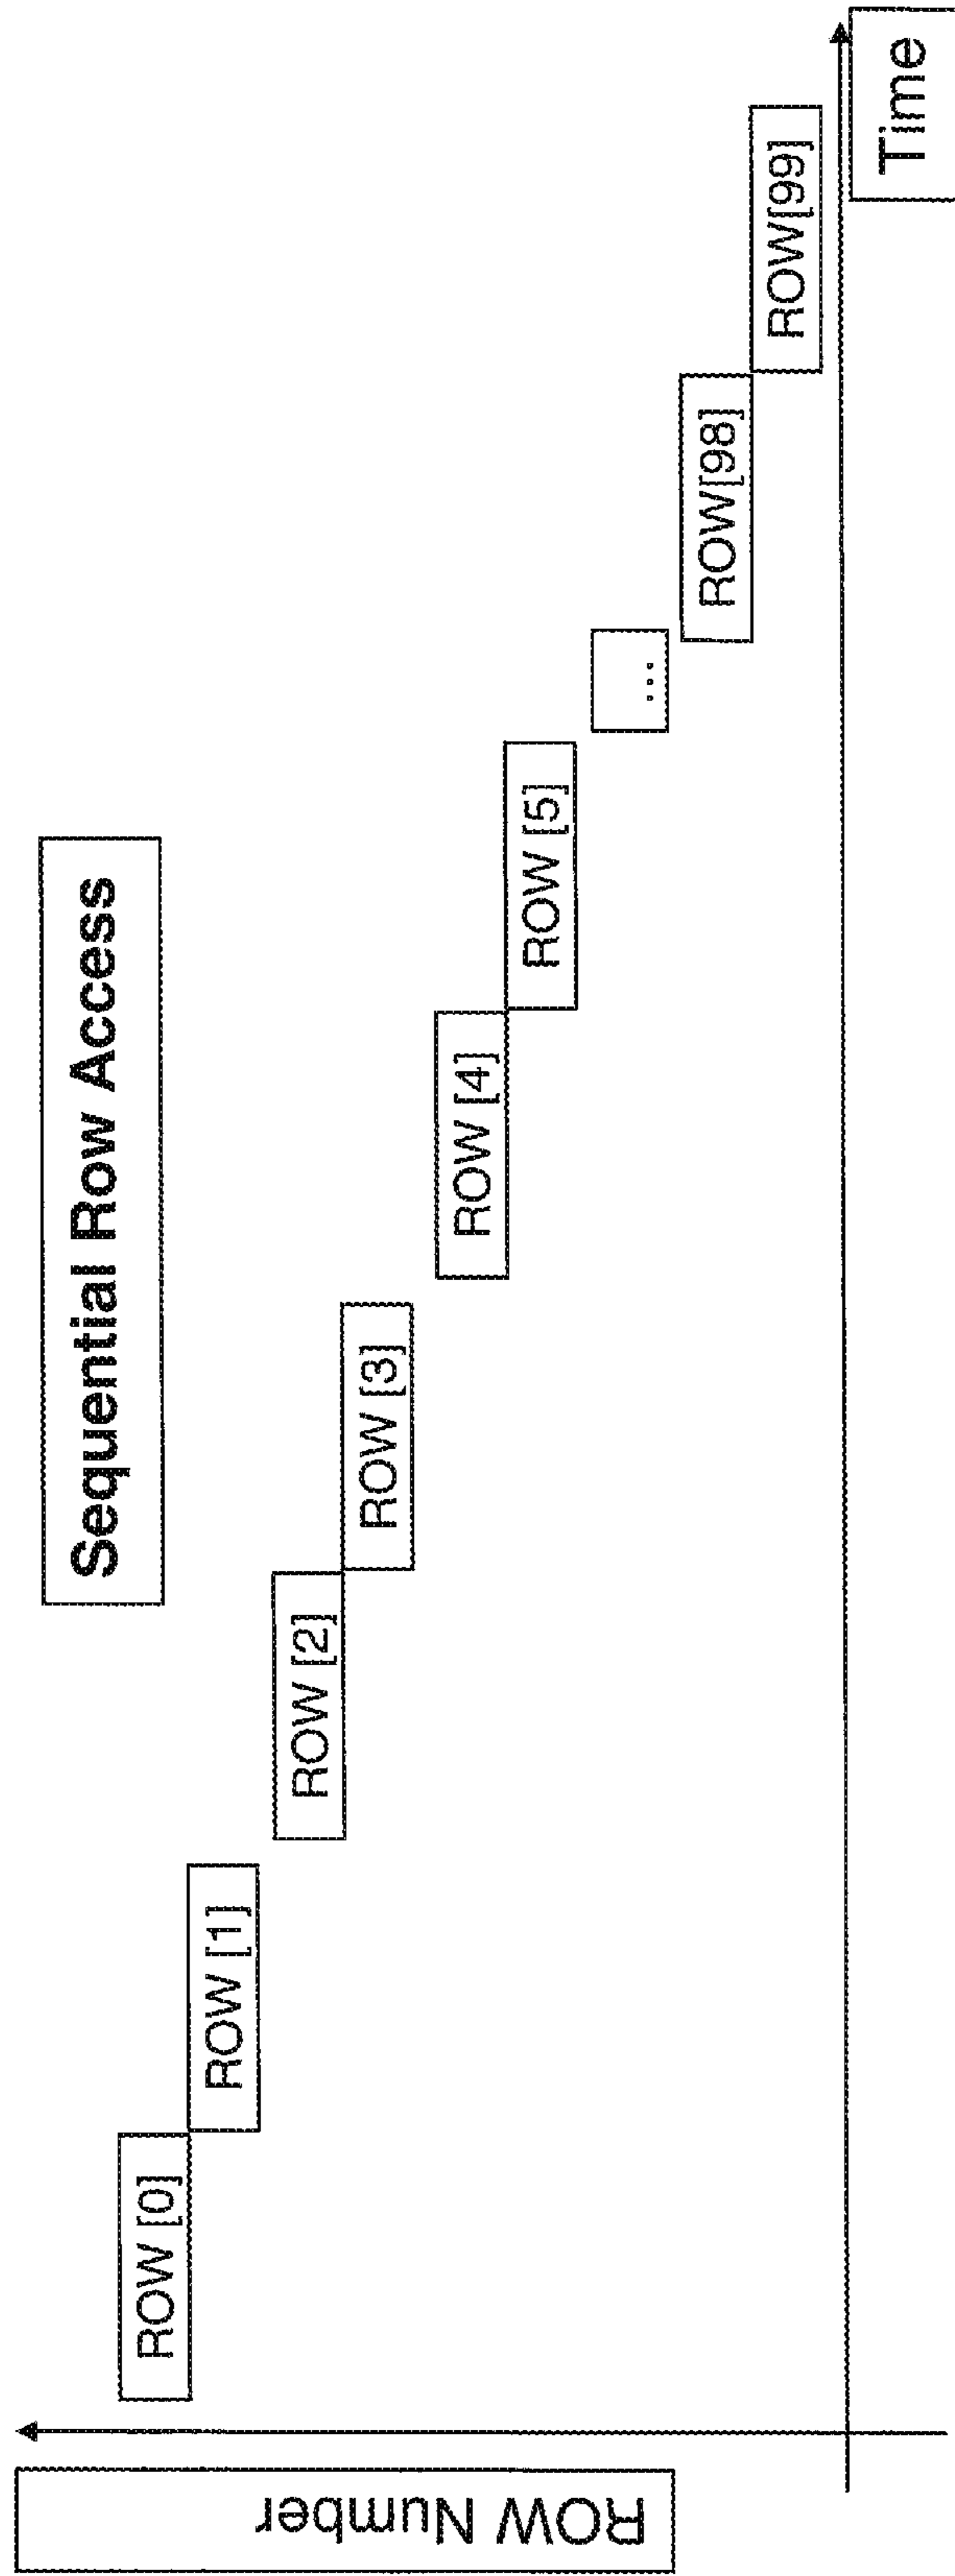 Sequential Row Access
ROW Number
ROW [0]
ROW [1]
ROW [2]
ROW [3]
ROW [4]
ROW [5]
...
ROW[98]
ROW[99]
Time